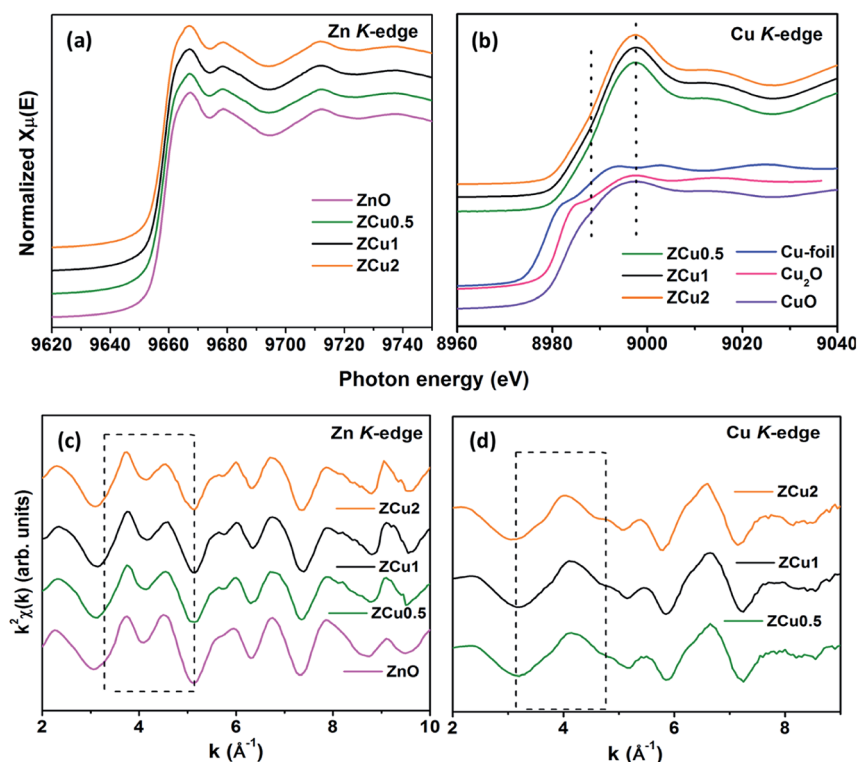 (a)
Zn K-edge
Normalized Xμ(E)
ZnO
ZCu0.5
ZCu1
ZCu2
9620 9640 9660 9680 9700 9720 9740
(b)
Cu K-edge
ZCu0.5
ZCu1
ZCu2
Cu-foil
Cu₂O
CuO
8960 8980 9000 9020 9040
Photon energy (eV)
(c)
Zn K-edge
k²χ(k) (arb. units)
ZCu2
ZCu1
ZCu0.5
ZnO
2 4 6 8 10
k (Å⁻¹)
(d)
Cu K-edge
ZCu2
ZCu1
ZCu0.5
2 4 6 8
k (Å⁻¹)